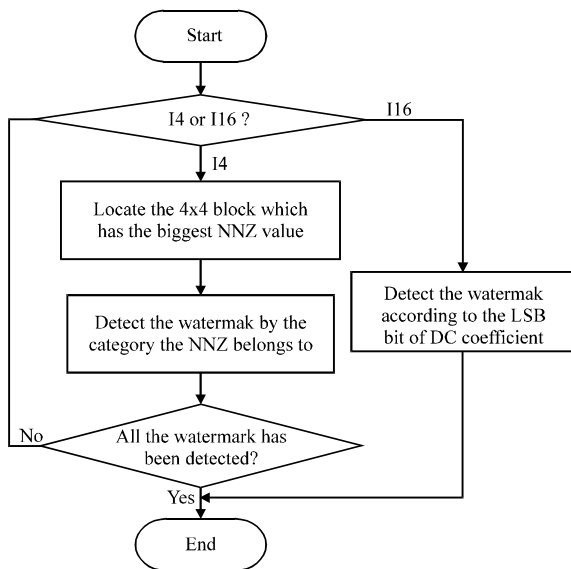 Start
I4 or I16 ?
I16
I4
Locate the 4x4 block which
has the biggest NNZ value
Detect the watermak by the
category the NNZ belongs to
Detect the watermak
according to the LSB
bit of DC coefficient
No
All the watermark has
been detected?
Yes
End